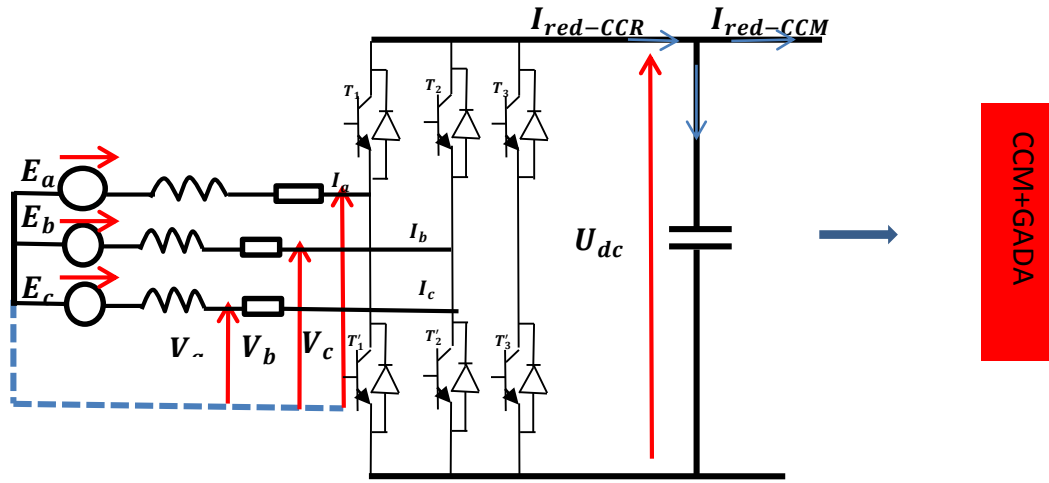 I_red-CCR I_red-CCM
T_1 T_2 T_3
E_a I_a
E_b I_b
E_c I_c
U_dc
V_b V_c
T'_1 T'_2 T'_3
CCM+GADA